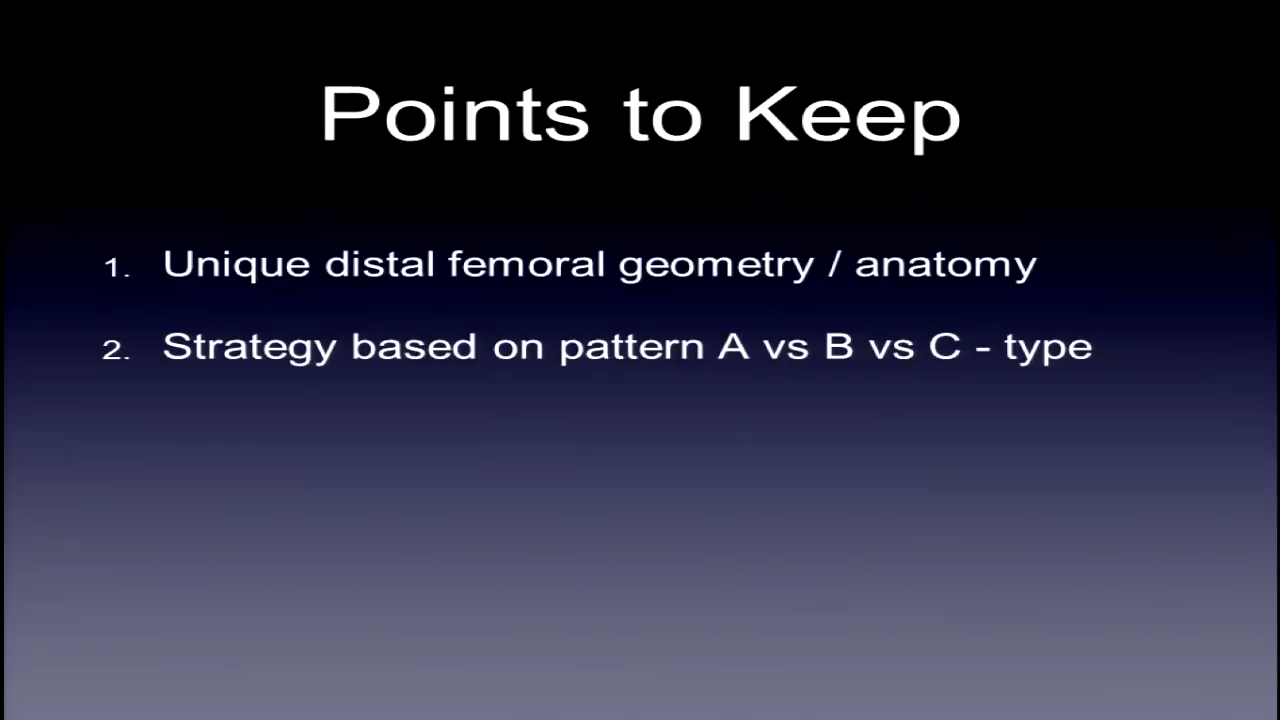 Points to Keep
1. Unique distal femoral geometry / anatomy
2. Strategy based on pattern A vs B vs C - type